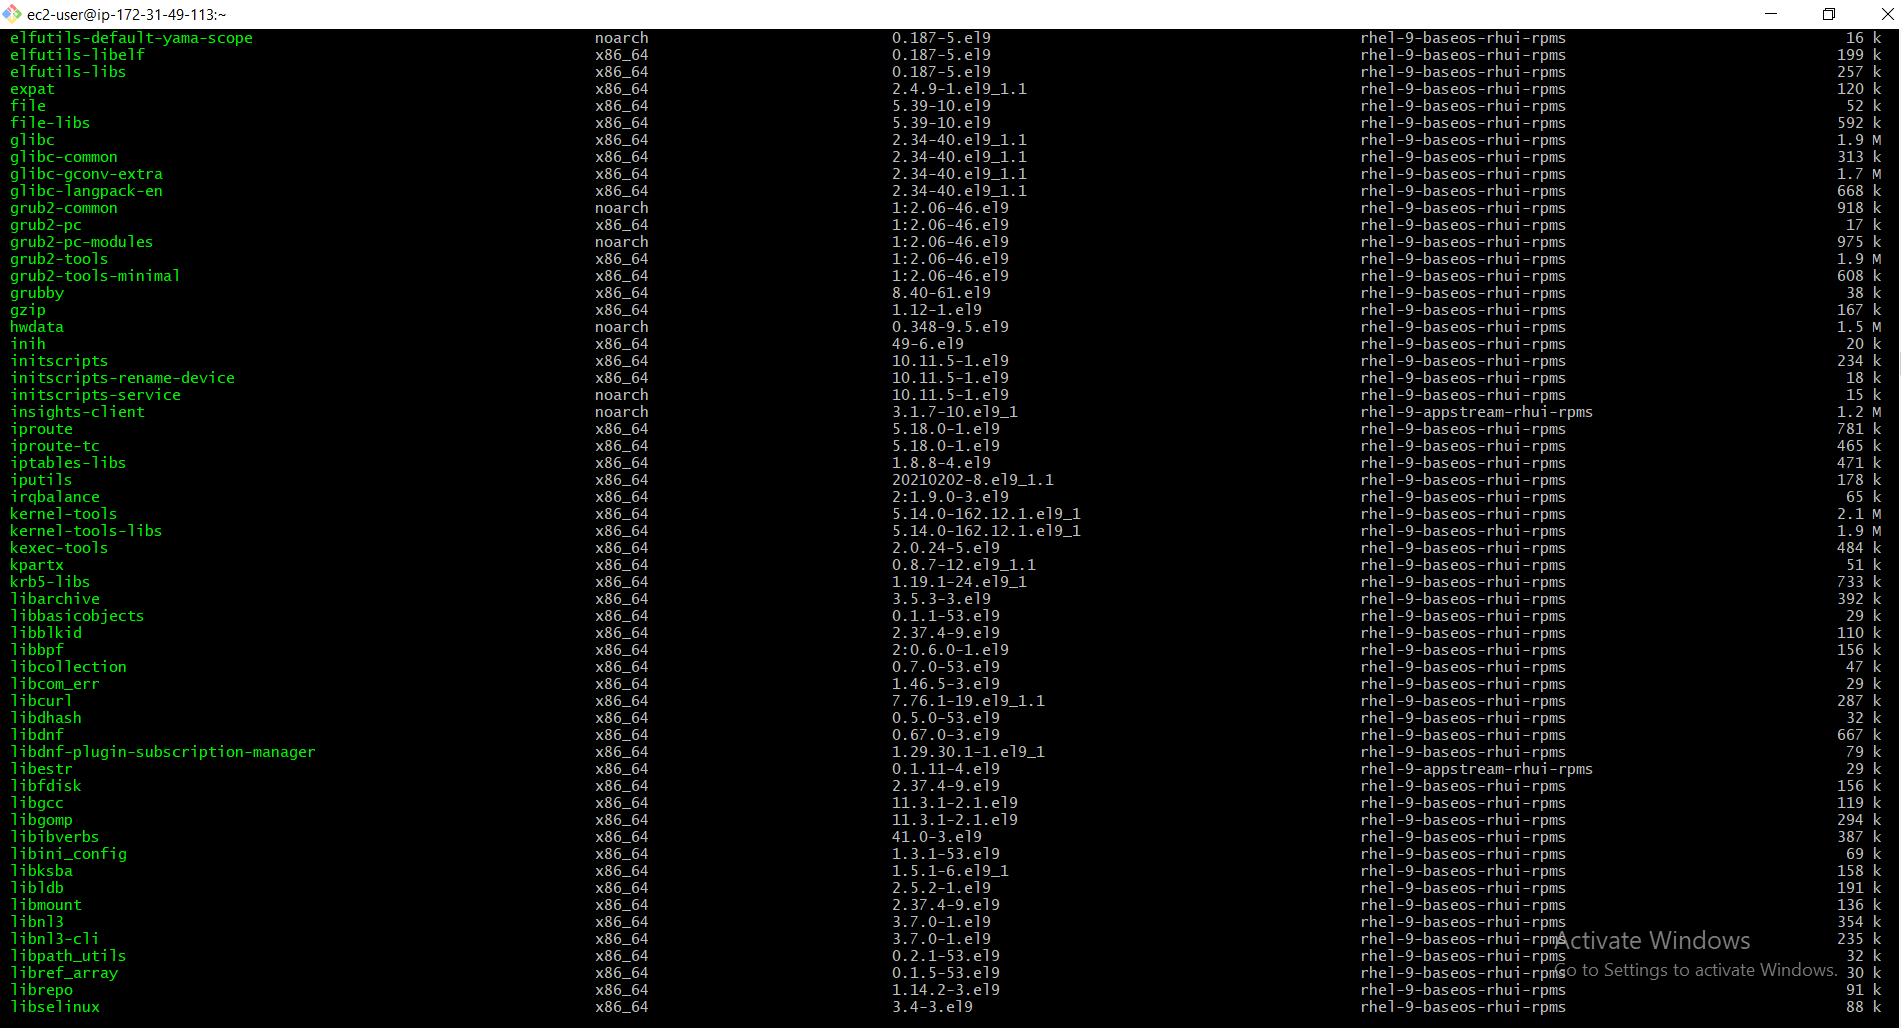 ec2-user@ip-172-31-49-113:~
elfutils-default-yama-scope noarch 0.187-5.el9 rhel-9-baseos-rhui-rpms 16 k
elfutils-libelf x86_64 0.187-5.el9 rhel-9-baseos-rhui-rpms 199 k
elfutils-libs x86_64 0.187-5.el9 rhel-9-baseos-rhui-rpms 257 k
expat x86_64 2.4.9-1.el9_1.1 rhel-9-baseos-rhui-rpms 120 k
file x86_64 5.39-10.el9 rhel-9-baseos-rhui-rpms 52 k
file-libs x86_64 5.39-10.el9 rhel-9-baseos-rhui-rpms 592 k
glibc x86_64 2.34-40.el9_1.1 rhel-9-baseos-rhui-rpms 1.9 M
glibc-common x86_64 2.34-40.el9_1.1 rhel-9-baseos-rhui-rpms 313 k
glibc-gconv-extra x86_64 2.34-40.el9_1.1 rhel-9-baseos-rhui-rpms 1.7 M
glibc-langpack-en x86_64 2.34-40.el9_1.1 rhel-9-baseos-rhui-rpms 668 k
grub2-common noarch 1:2.06-46.el9 rhel-9-baseos-rhui-rpms 918 k
grub2-pc x86_64 1:2.06-46.el9 rhel-9-baseos-rhui-rpms 17 k
grub2-pc-modules noarch 1:2.06-46.el9 rhel-9-baseos-rhui-rpms 975 k
grub2-tools x86_64 1:2.06-46.el9 rhel-9-baseos-rhui-rpms 1.9 M
grub2-tools-minimal x86_64 1:2.06-46.el9 rhel-9-baseos-rhui-rpms 608 k
grubby x86_64 8.40-61.el9 rhel-9-baseos-rhui-rpms 38 k
gzip x86_64 1.12-1.el9 rhel-9-baseos-rhui-rpms 167 k
hwdata noarch 0.348-9.5.el9 rhel-9-baseos-rhui-rpms 1.5 M
inih x86_64 49-6.el9 rhel-9-baseos-rhui-rpms 20 k
initscripts x86_64 10.11.5-1.el9 rhel-9-baseos-rhui-rpms 234 k
initscripts-rename-device x86_64 10.11.5-1.el9 rhel-9-baseos-rhui-rpms 18 k
initscripts-service noarch 10.11.5-1.el9 rhel-9-baseos-rhui-rpms 15 k
insights-client noarch 3.1.7-10.el9_1 rhel-9-appstream-rhui-rpms 1.2 M
iproute x86_64 5.18.0-1.el9 rhel-9-baseos-rhui-rpms 781 k
iproute-tc x86_64 5.18.0-1.el9 rhel-9-baseos-rhui-rpms 465 k
iptables-libs x86_64 1.8.8-4.el9 rhel-9-baseos-rhui-rpms 471 k
iputils x86_64 20210202-8.el9_1.1 rhel-9-baseos-rhui-rpms 178 k
irqbalance x86_64 2:1.9.0-3.el9 rhel-9-baseos-rhui-rpms 65 k
kernel-tools x86_64 5.14.0-162.12.1.el9_1 rhel-9-baseos-rhui-rpms 2.1 M
kernel-tools-libs x86_64 5.14.0-162.12.1.el9_1 rhel-9-baseos-rhui-rpms 1.9 M
kexec-tools x86_64 2.0.24-5.el9 rhel-9-baseos-rhui-rpms 484 k
kpartx x86_64 0.8.7-12.el9_1.1 rhel-9-baseos-rhui-rpms 51 k
krb5-libs x86_64 1.19.1-24.el9_1 rhel-9-baseos-rhui-rpms 733 k
libarchive x86_64 3.5.3-3.el9 rhel-9-baseos-rhui-rpms 392 k
libbasicobjects x86_64 0.1.1-53.el9 rhel-9-baseos-rhui-rpms 29 k
libblkid x86_64 2.37.4-9.el9 rhel-9-baseos-rhui-rpms 110 k
libbpf x86_64 2:0.6.0-1.el9 rhel-9-baseos-rhui-rpms 156 k
libcollection x86_64 0.7.0-53.el9 rhel-9-baseos-rhui-rpms 47 k
libcom_err x86_64 1.46.5-3.el9 rhel-9-baseos-rhui-rpms 29 k
libcurl x86_64 7.76.1-19.el9_1.1 rhel-9-baseos-rhui-rpms 287 k
libdhash x86_64 0.5.0-53.el9 rhel-9-baseos-rhui-rpms 32 k
libdnf x86_64 0.67.0-3.el9 rhel-9-baseos-rhui-rpms 667 k
libdnf-plugin-subscription-manager x86_64 1.29.30.1-1.el9_1 rhel-9-baseos-rhui-rpms 79 k
libestr x86_64 0.1.11-4.el9 rhel-9-appstream-rhui-rpms 29 k
libfdisk x86_64 2.37.4-9.el9 rhel-9-baseos-rhui-rpms 156 k
libgcc x86_64 11.3.1-2.1.el9 rhel-9-baseos-rhui-rpms 119 k
libgomp x86_64 11.3.1-2.1.el9 rhel-9-baseos-rhui-rpms 294 k
libibverbs x86_64 41.0-3.el9 rhel-9-baseos-rhui-rpms 387 k
libini_config x86_64 1.3.1-53.el9 rhel-9-baseos-rhui-rpms 69 k
libksba x86_64 1.5.1-6.el9_1 rhel-9-baseos-rhui-rpms 158 k
libldb x86_64 2.5.2-1.el9 rhel-9-baseos-rhui-rpms 191 k
libmount x86_64 2.37.4-9.el9 rhel-9-baseos-rhui-rpms 136 k
libnl3 x86_64 3.7.0-1.el9 rhel-9-baseos-rhui-rpms 354 k
libnl3-cli x86_64 3.7.0-1.el9 rhel-9-baseos-rhui-rpms 235 k
Activate Windows
libpath_utils x86_64 0.2.1-53.el9 rhel-9-baseos-rhui-rpms 32 k
libref_array x86_64 0.1.5-53.el9 rhel-9-baseos-rhui-rpms 30 k
Go to Settings to activate Windows.
librepo x86_64 1.14.2-3.el9 rhel-9-baseos-rhui-rpms 91 k
libselinux x86_64 3.4-3.el9 rhel-9-baseos-rhui-rpms 88 k